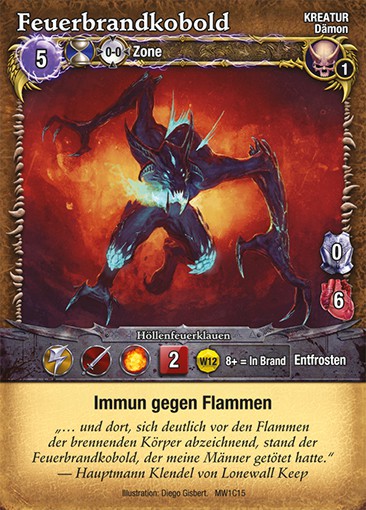 Feuerbrandkobold
KREATUR
Dämon
5
0-0
Zone
1
0
6
Höllenfeuerklauen
2
W12
8+ = In Brand
Entfrosten
Immun gegen Flammen
„... und dort, sich deutlich vor den Flammen
der brennenden Körper abzeichnend, stand der
Feuerbrandkobold, der meine Männer getötet hatte.“
— Hauptmann Klendel von Lonewall Keep
Illustration: Diego Gisbert. MW1C15